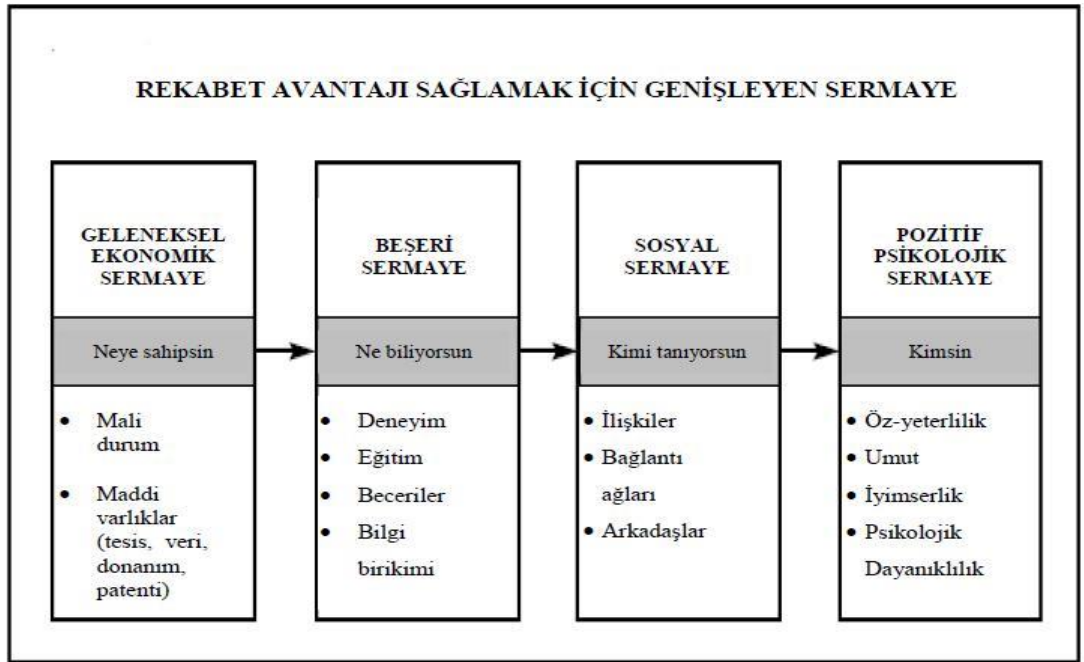 REKABET AVANTAJI SAĞLAMAK İÇİN GENİŞLEYEN SERMAYE
GELENEKSEL
EKONOMİK
SERMAYE
Neye sahipsin
• Mali
durum
• Maddi
varlıklar
(tesis, veri,
donanım,
patenti)
BEŞERİ
SERMAYE
Ne biliyorsun
• Deneyim
• Eğitim
• Beceriler
• Bilgi
birikimi
SOSYAL
SERMAYE
Kimi tanıyorsun
• İlişkiler
• Bağlantı
ağları
• Arkadaşlar
POZİTİF
PSİKOLOJİK
SERMAYE
Kimsin
• Öz-yeterlilik
• Umut
• İyimserlik
• Psikolojik
Dayanıklılık